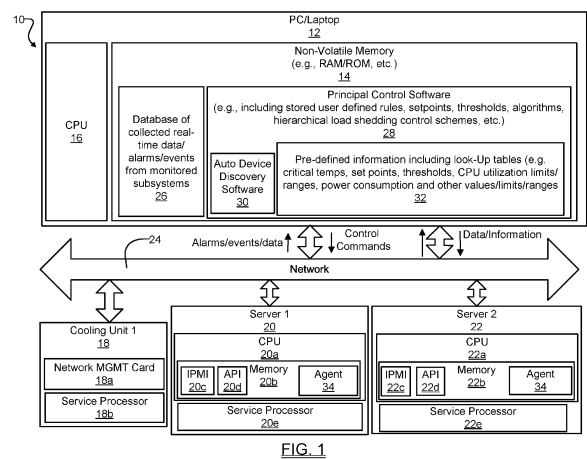 10
PC/Laptop
12
CPU
16
Non-Volatile Memory
(e.g., RAM/ROM, etc.)
14
Database of
collected real-
time data/
alarms/events
from monitored
subsystems
26
Principal Control Software
(e.g., including stored user defined rules, setpoints, thresholds, algorithms,
hierarchical load shedding control schemes, etc.)
28
Auto Device
Discovery
Software
30
Pre-defined information including look-Up tables (e.g.
critical temps, set points, thresholds, CPU utilization limits/
ranges, power consumption and other values/limits/ranges
32
24
Alarms/events/data
Control
Commands
Data/Information
Network
Cooling Unit 1
18
Network MGMT Card
18a
Service Processor
18b
Server 1
20
CPU
20a
IPMI
20c
API
20d
Memory
20b
Agent
34
Service Processor
20e
Server 2
22
CPU
22a
IPMI
22c
API
22d
Memory
22b
Agent
34
Service Processor
22e
FIG. 1